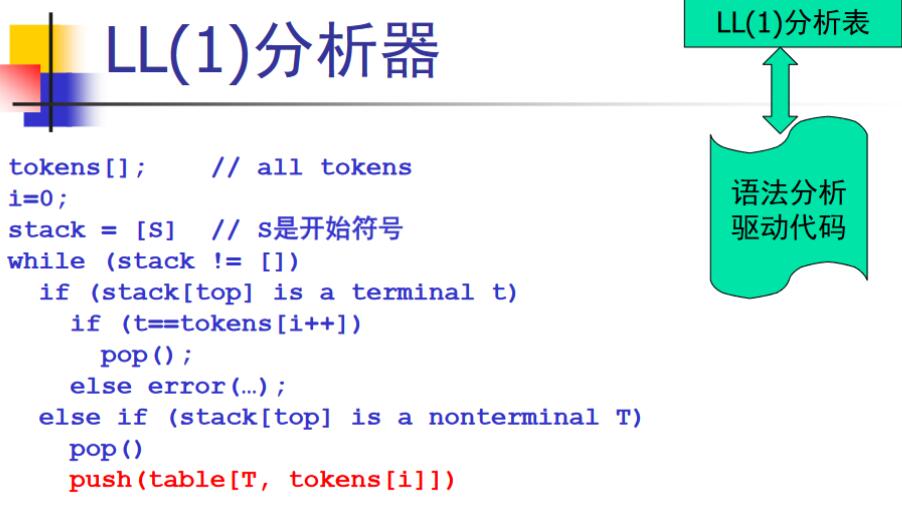 LL(1)分析器
LL(1)分析表
语法分析
驱动代码
tokens[];    // all tokens
i=0;
stack = [S]  // S是开始符号
while (stack != [])
  if (stack[top] is a terminal t)
    if (t==tokens[i++])
      pop();
    else error(…);
  else if (stack[top] is a nonterminal T)
    pop()
    push(table[T, tokens[i]])